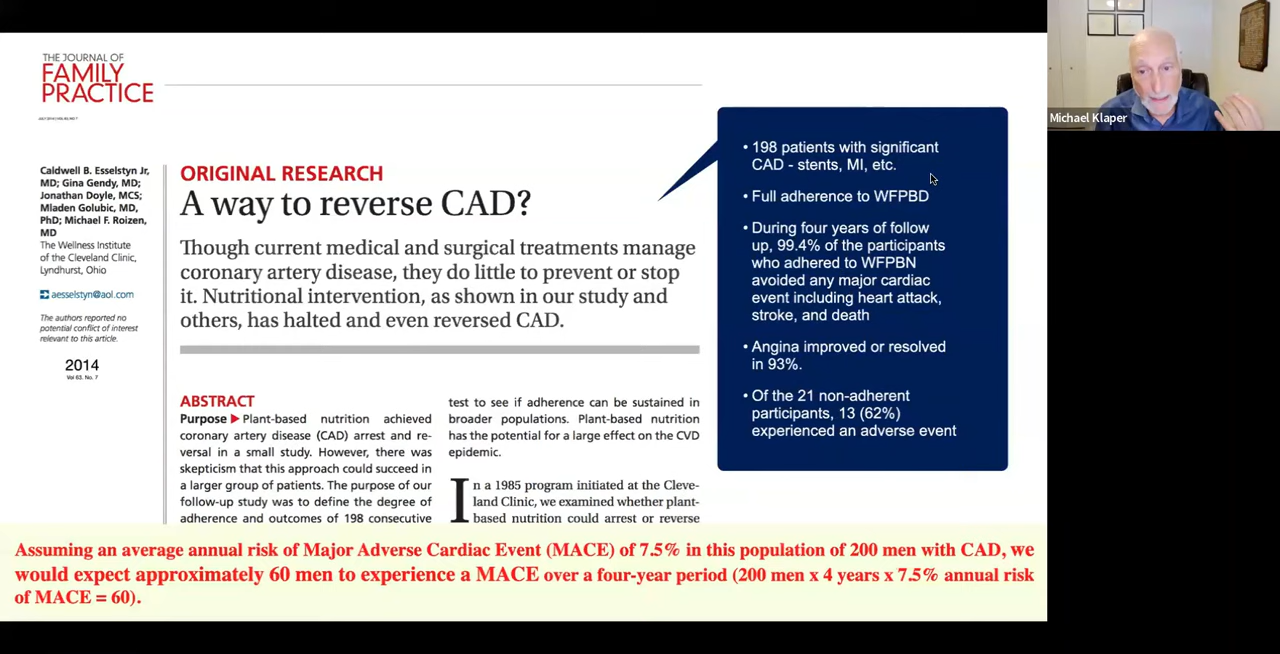 THE JOURNAL OF
FAMILY
PRACTICE
Caldwell B. Esselstyn Jr,
MD; Gina Gendy, MD;
Jonathan Doyle, MCS;
Mladen Golubic, MD,
PhD; Michael F. Roizen,
MD
The Wellness Institute
of the Cleveland Clinic,
Lyndhurst, Ohio
aesselstyn@aol.com
The authors reported no
potential conflict of interest
relevant to this article.
2014
Vol 63, No. 7
ORIGINAL RESEARCH
A way to reverse CAD?
Though current medical and surgical treatments manage
coronary artery disease, they do little to prevent or stop
it. Nutritional intervention, as shown in our study and
others, has halted and even reversed CAD.
ABSTRACT
Purpose ▶ Plant-based nutrition achieved
coronary artery disease (CAD) arrest and re-
versal in a small study. However, there was
skepticism that this approach could succeed in
a larger group of patients. The purpose of our
follow-up study was to define the degree of
adherence and outcomes of 198 consecutive
test to see if adherence can be sustained in
broader populations. Plant-based nutrition
has the potential for a large effect on the CVD
epidemic.
In a 1985 program initiated at the Cleve-
land Clinic, we examined whether plant-
based nutrition could arrest or reverse
• 198 patients with significant
CAD - stents, MI, etc.
• Full adherence to WFPBD
• During four years of follow
up, 99.4% of the participants
who adhered to WFPBN
avoided any major cardiac
event including heart attack,
stroke, and death
• Angina improved or resolved
in 93%.
• Of the 21 non-adherent
participants, 13 (62%)
experienced an adverse event
Michael Klaper
Assuming an average annual risk of Major Adverse Cardiac Event (MACE) of 7.5% in this population of 200 men with CAD, we
would expect approximately 60 men to experience a MACE over a four-year period (200 men x 4 years x 7.5% annual risk
of MACE = 60).